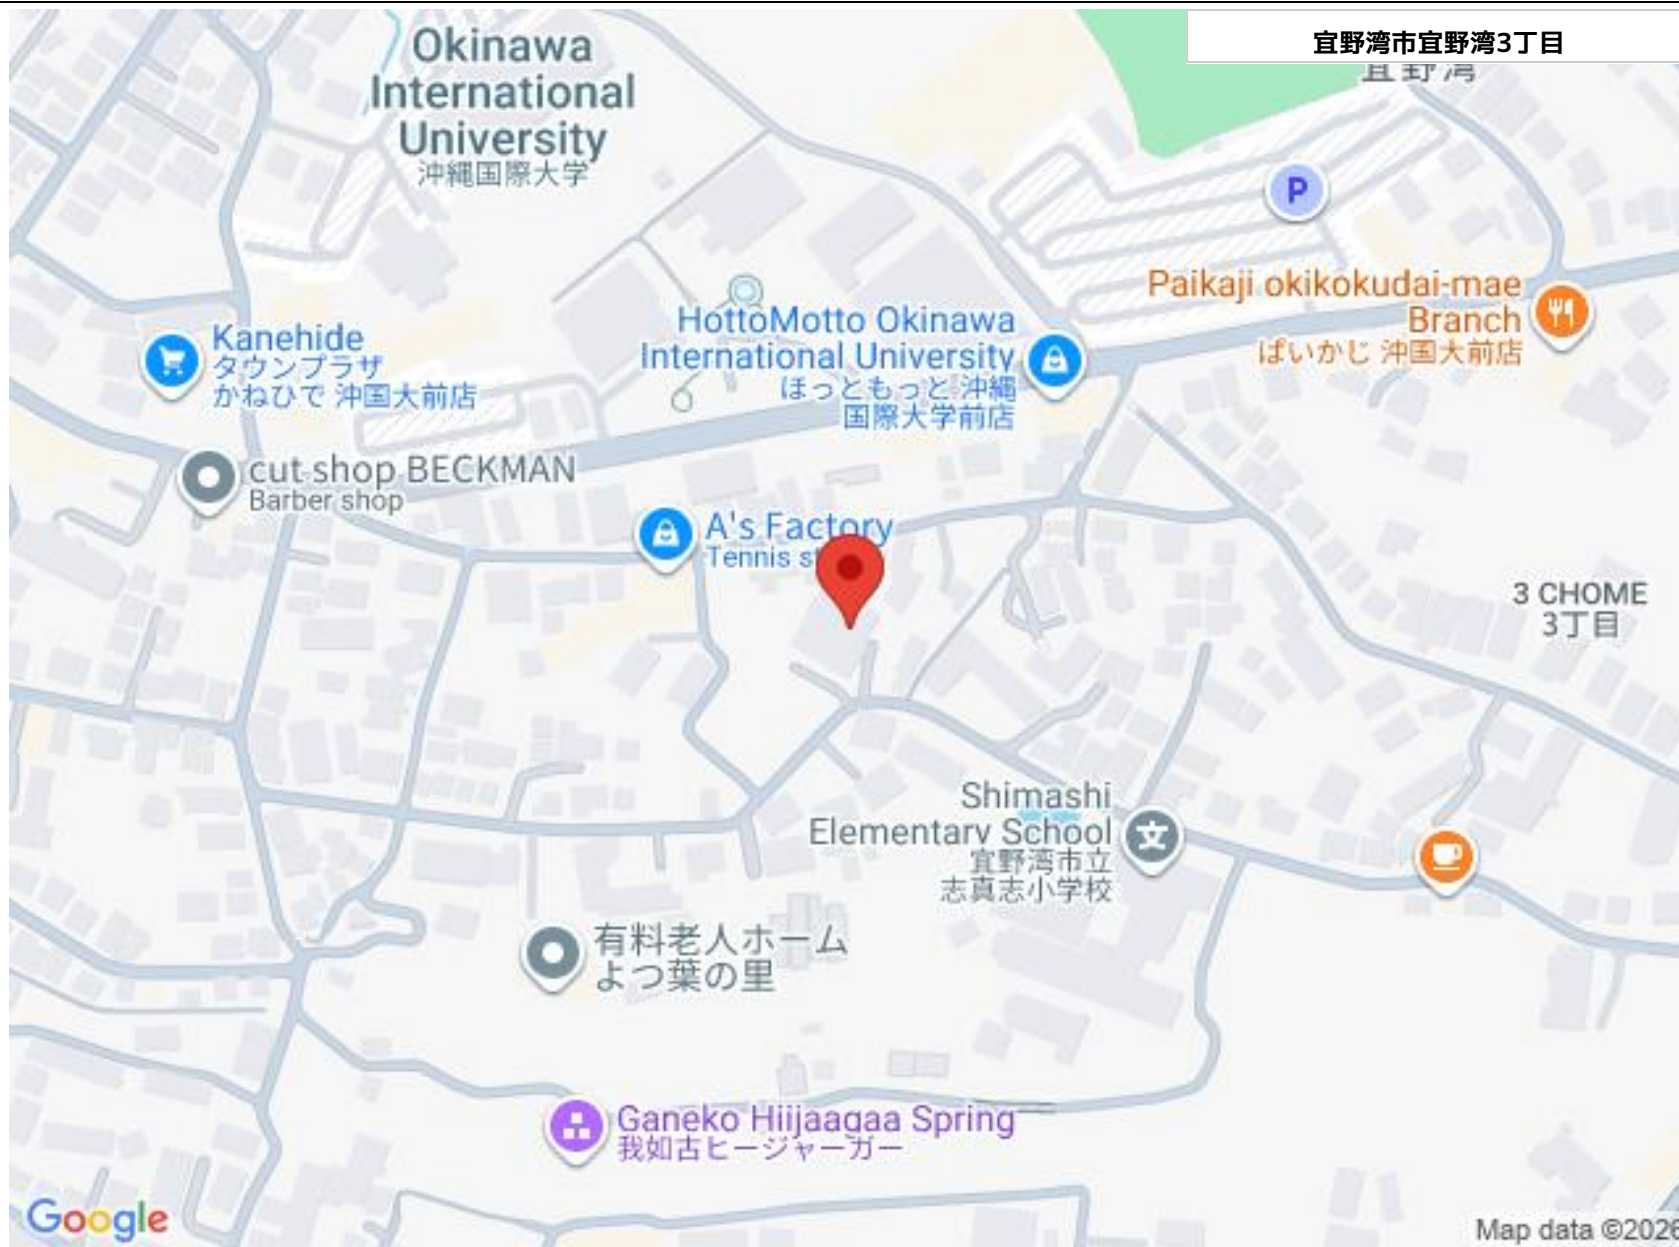 宜野湾市宜野湾3丁目
宜野湾
Okinawa
International
University
沖縄国際大学
P
Paikaji okikokudai-mae
Branch
ぱいかじ 沖国大前店
HottoMotto Okinawa
International University
ほっともっと 沖縄
国際大学前店
Kanehide
タウンプラザ
かねひで 沖国大前店
cut shop BECKMAN
Barber shop
A's Factory
Tennis s
3 CHOME
3丁目
Shimashi
Elementary School
宜野湾市立
志真志小学校
文
有料老人ホーム
よつ葉の里
Ganeko Hiijaagaa Spring
我如古ヒージャーガー
Google
Map data ©2026